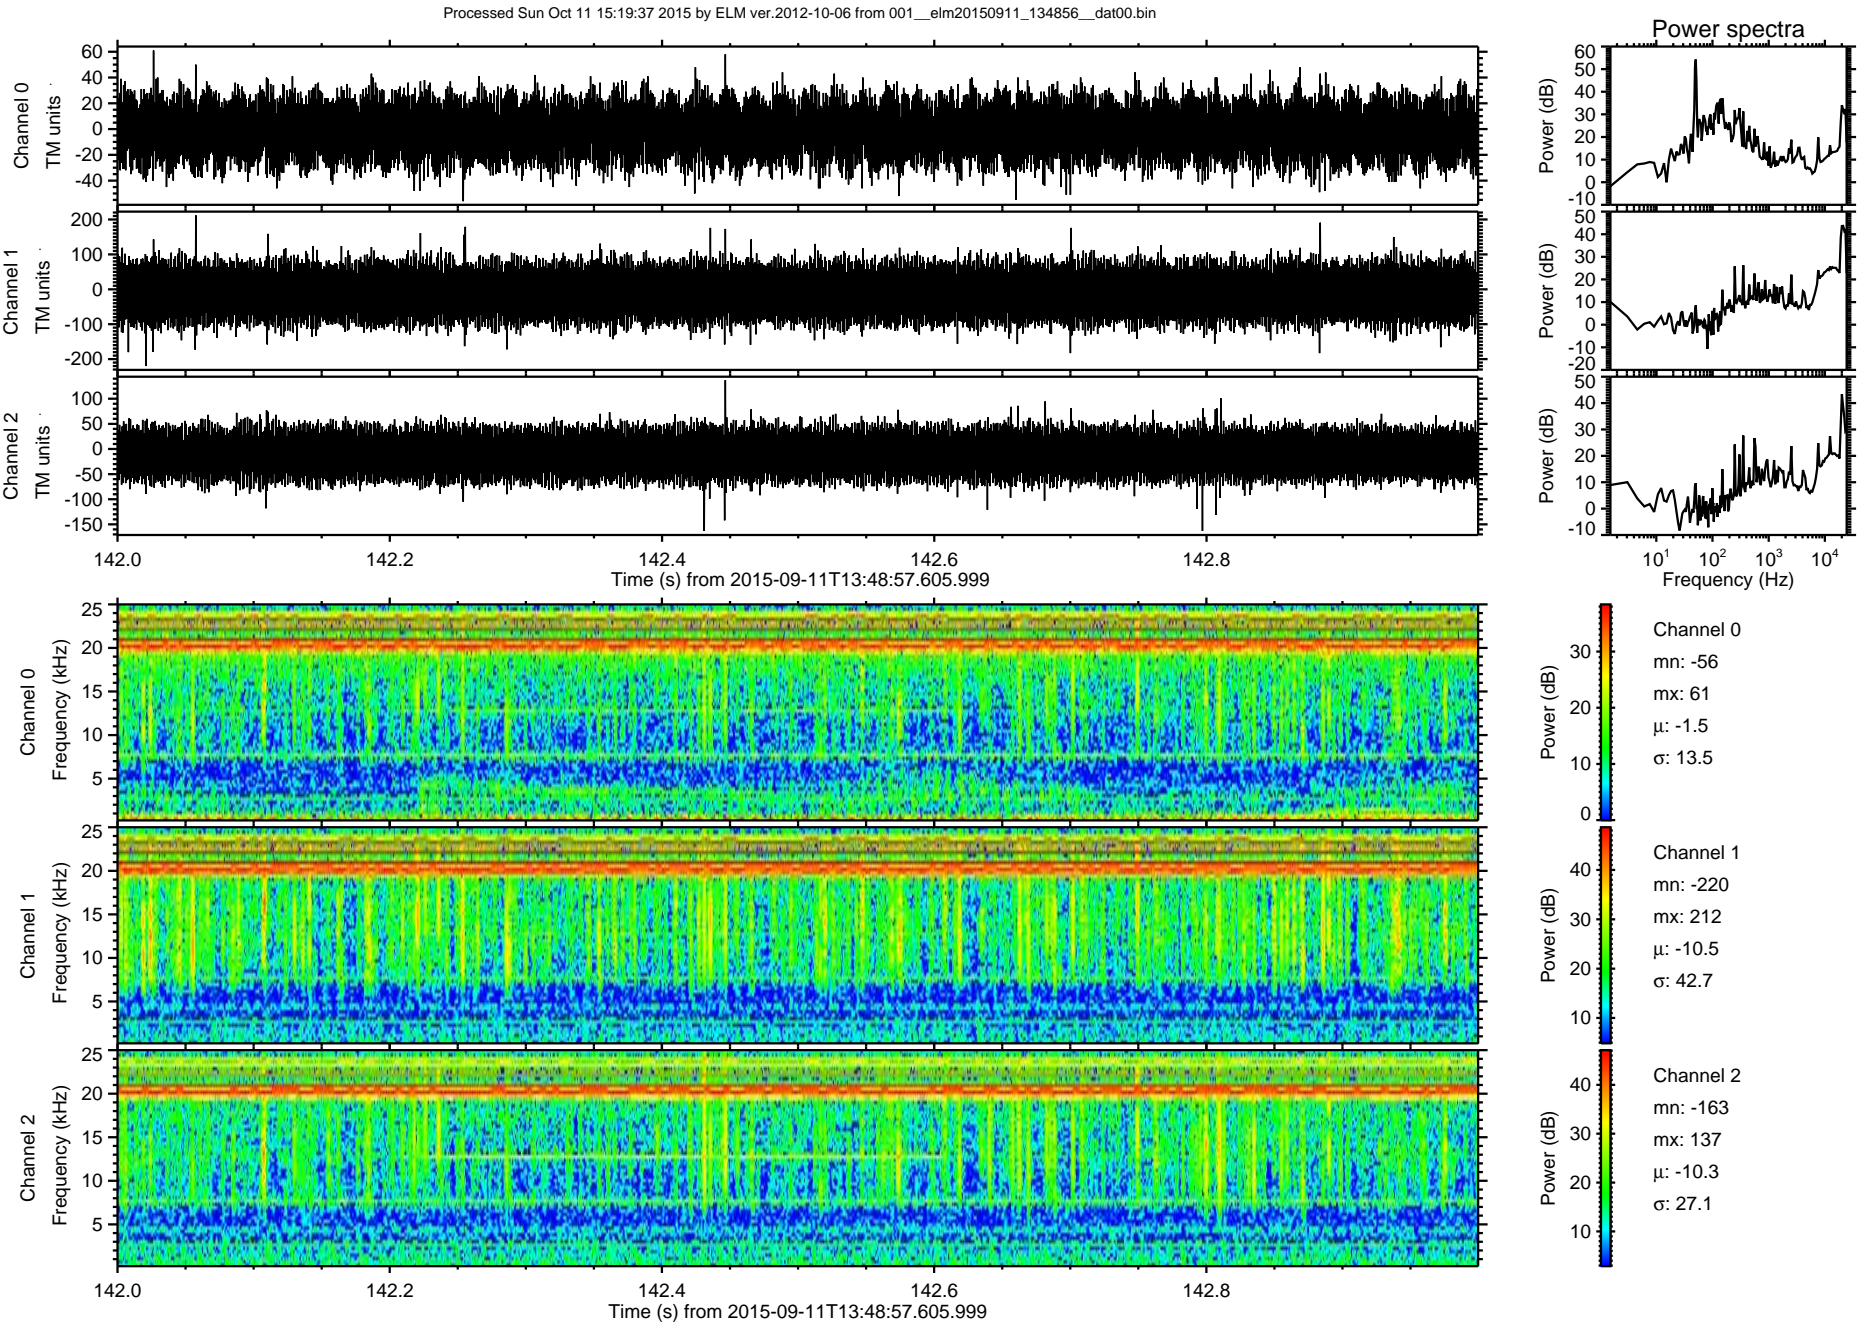 Processed Sun Oct 11 15:19:37 2015 by ELM ver.2012-10-06 from 001__elm20150911_134856__dat00.bin
Power spectra
Channel 0
TM units
60
40
20
0
-20
-40
Power (dB)
60
50
40
30
20
10
0
-10
Channel 1
TM units
200
100
0
-100
-200
Power (dB)
50
40
30
20
10
0
-10
-20
Channel 2
TM units
100
50
0
-50
-100
-150
Power (dB)
50
40
30
20
10
0
-10
142.0 142.2 142.4 142.6 142.8
Time (s) from 2015-09-11T13:48:57.605.999
10^1 10^2 10^3 10^4
Frequency (Hz)
Channel 0
Frequency (kHz)
25
20
15
10
5
Power (dB)
30
20
10
0
Channel 0
mn: -56
mx: 61
μ: -1.5
σ: 13.5
Channel 1
Frequency (kHz)
25
20
15
10
5
Power (dB)
40
30
20
10
Channel 1
mn: -220
mx: 212
μ: -10.5
σ: 42.7
Channel 2
Frequency (kHz)
25
20
15
10
5
Power (dB)
40
30
20
10
Channel 2
mn: -163
mx: 137
μ: -10.3
σ: 27.1
142.0 142.2 142.4 142.6 142.8
Time (s) from 2015-09-11T13:48:57.605.999